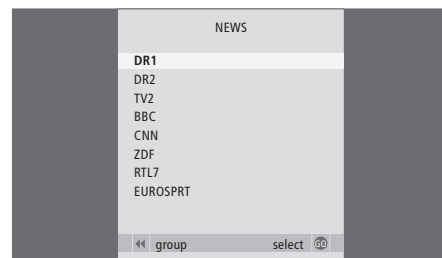 NEWS
DR1
DR2
TV2
BBC
CNN
ZDF
RTL7
EUROSPRT
group select GO